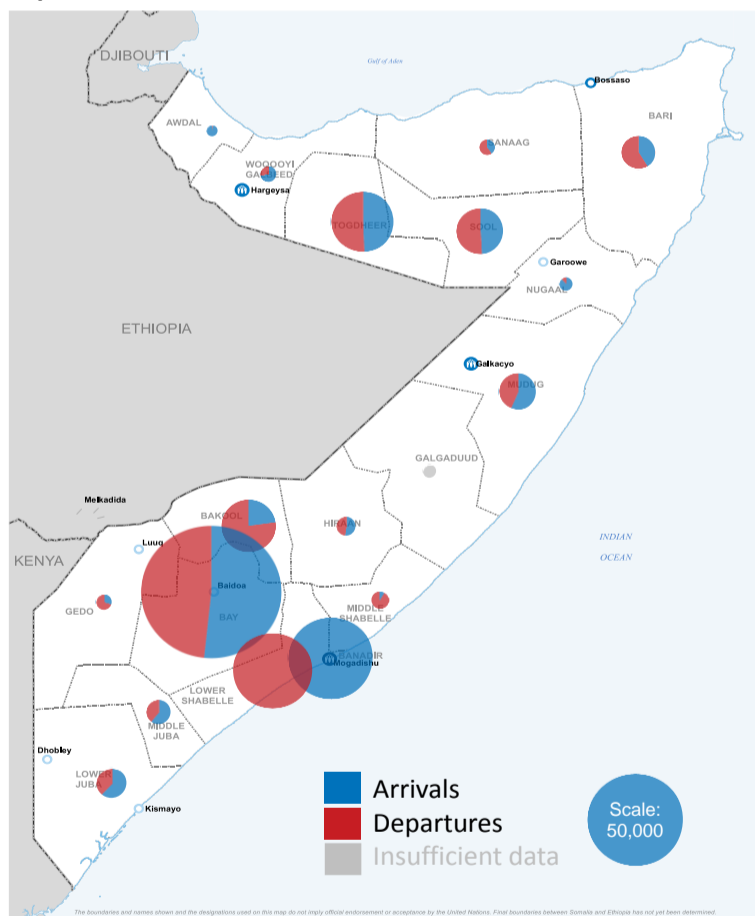 DJIBOUTI
Gulf of Aden
Bossaso
BARI
AWDAL
SANAAG
WOQOOYI
GALBEED
Hargeysa
TOGDHEER
SOOL
Garoowe
NUGAAL
ETHIOPIA
Galkacyo
MUDUG
GALGADUUD
Melkadida
BAKOOL
HIRAAN
INDIAN
OCEAN
Luuq
KENYA
Baidoa
GEDO
BAY
MIDDLE
SHABELLE
BANADIR
Mogadishu
LOWER
SHABELLE
MIDDLE
JUBA
Dhobley
LOWER
JUBA
Kismayo
Arrivals
Departures
Insufficient data
Scale:
50,000
The boundaries and names shown and the designations used on this map do not imply official endorsement or acceptance by the United Nations. Final boundaries between Somalia and Ethiopia has not yet been determined.